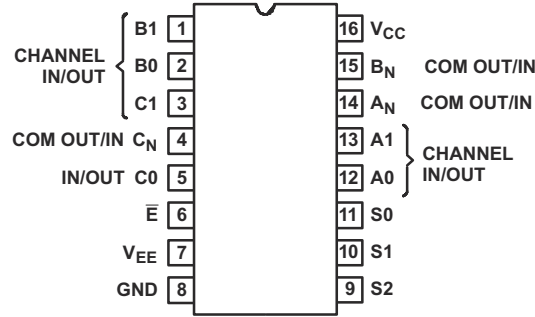 B1 1
B0 2
C1 3
CHANNEL
IN/OUT
COM OUT/IN CN 4
IN/OUT C0 5
E̅ 6
VEE 7
GND 8
16 VCC
15 BN COM OUT/IN
14 AN COM OUT/IN
13 A1
12 A0
CHANNEL
IN/OUT
11 S0
10 S1
9 S2